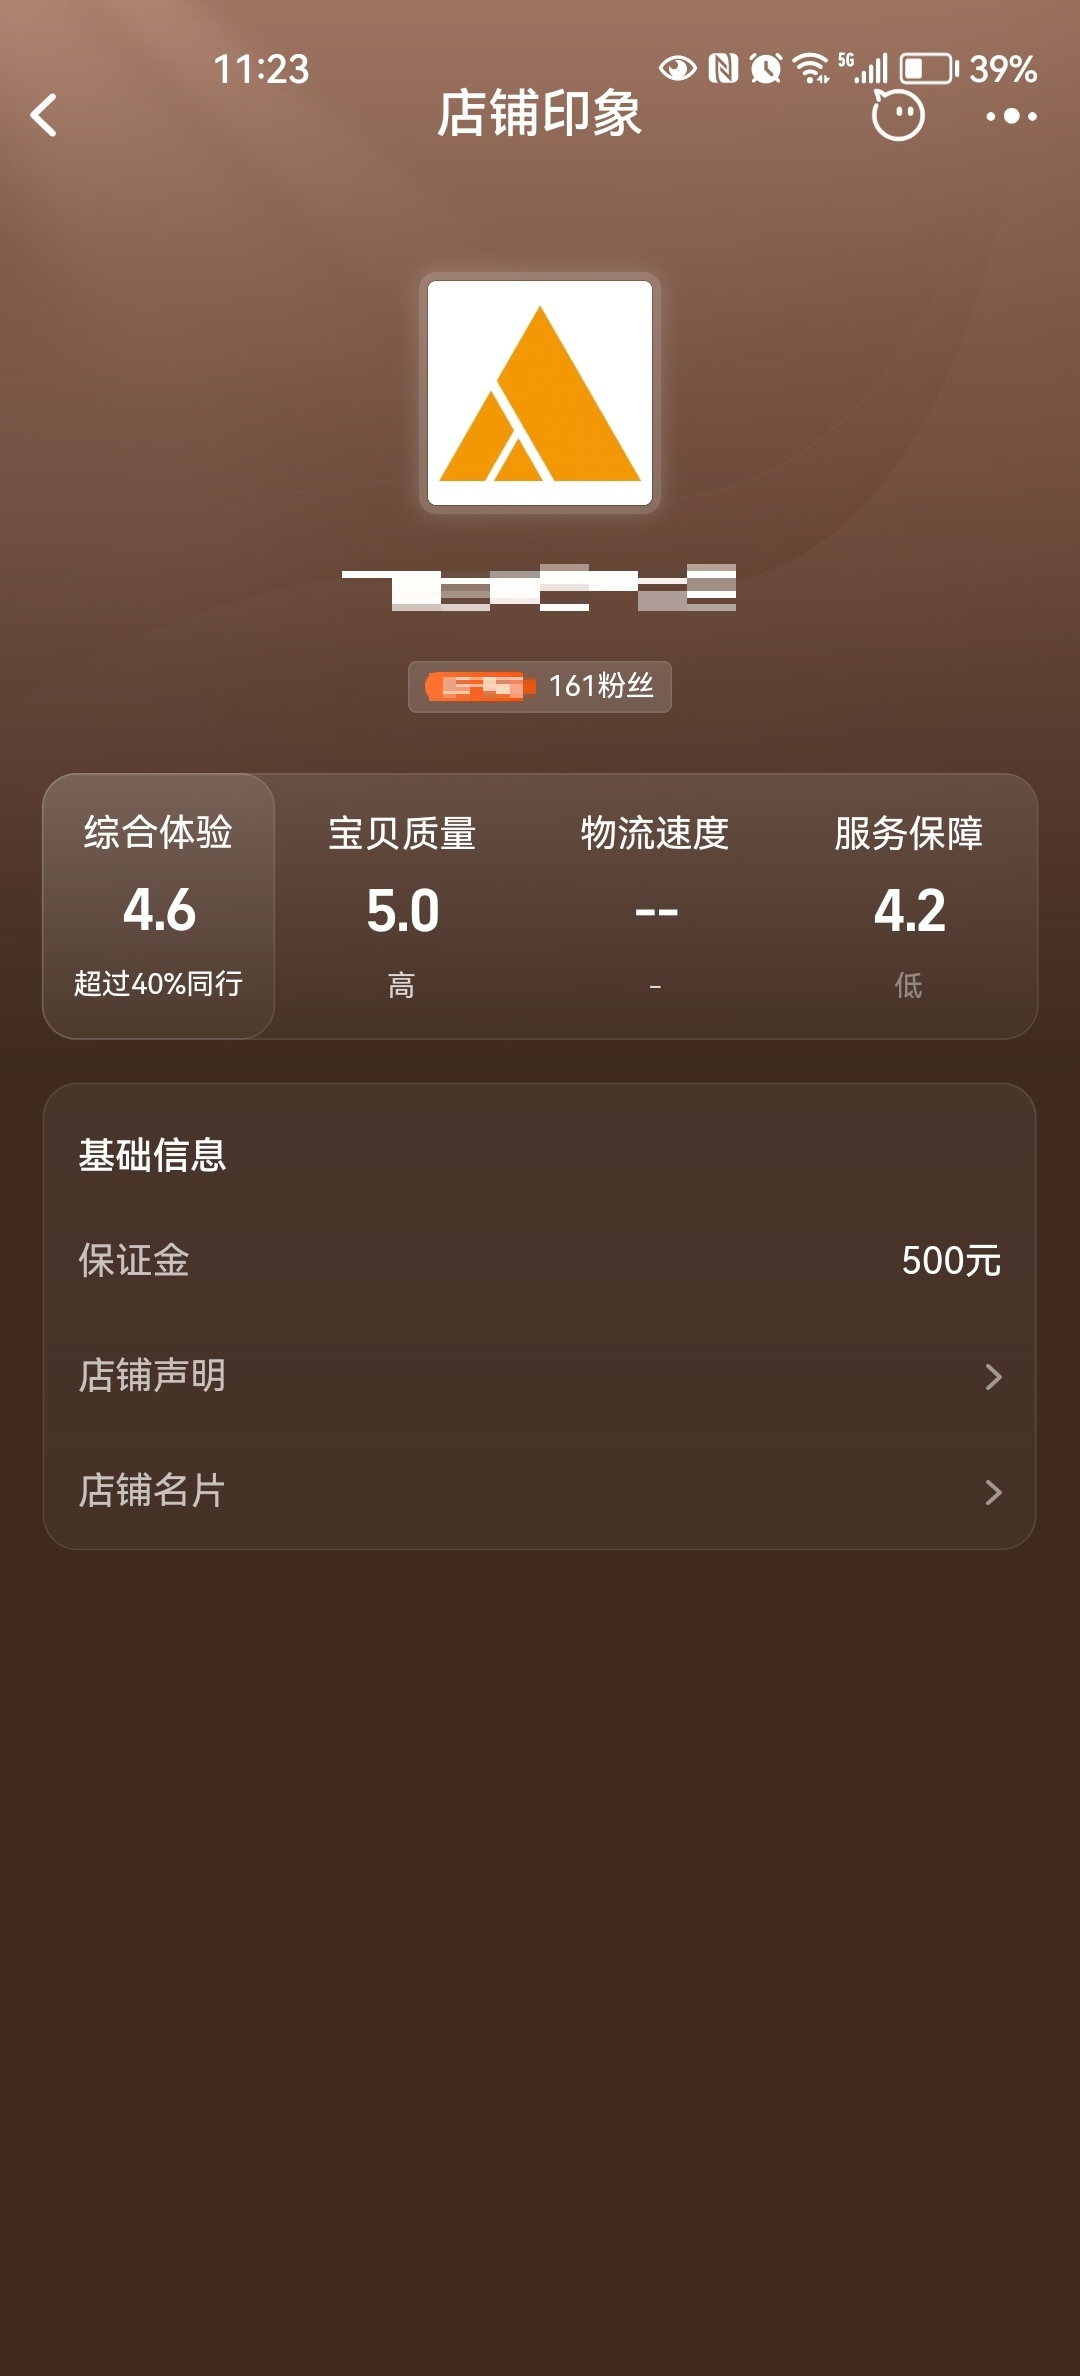 11:23
5G
39%
店铺印象
161粉丝
综合体验 宝贝质量 物流速度 服务保障
4.6 5.0 -- 4.2
超过40%同行 高 - 低
基础信息
保证金 500元
店铺声明
店铺名片